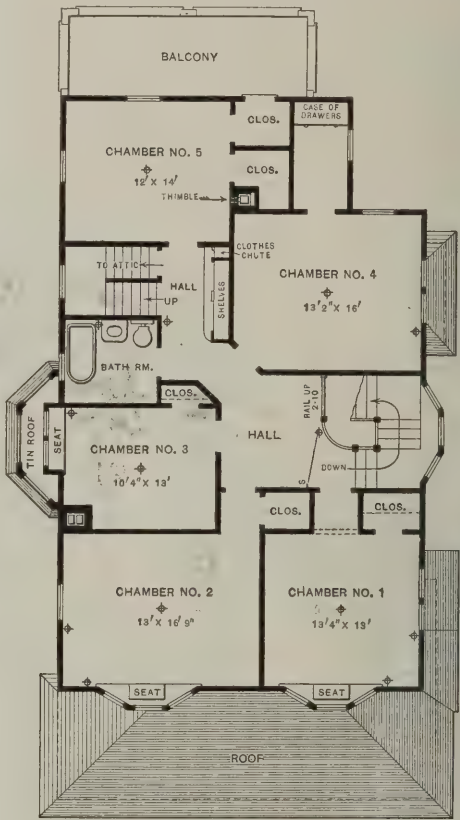 BALCONY
CASE OF
DRAWERS
CLOS.
CHAMBER NO. 5
12' X 14'
CLOS.
THIMBLE
CLOTHES
CHUTE
TO ATTIC
HALL
UP
SHELVES
CHAMBER NO. 4
13'2" X 16'
BATH RM.
CLOS.
RAIL UP
2-10
TIN ROOF
SEAT
CHAMBER NO. 3
10'4" X 13'
HALL
DOWN
S
CLOS.
CLOS.
CHAMBER NO. 2
13' X 16'9"
CHAMBER NO. 1
13'4" X 13'
SEAT
SEAT
ROOF